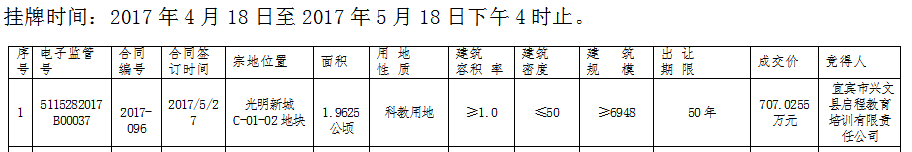 挂牌时间：2017年4月18日至2017年5月18日下午4时止。
序号 电子监管号 合同编号 合同签订时间 宗地位置 面积 用地性质 建筑容积率 建筑密度 建筑规模 出让期限 成交价 竞得人
1 5115282017B00037 2017-096 2017/5/27 光明新城C-01-02地块 1.9625公顷 科教用地 ≥1.0 ≤50 ≥6948 50年 707.0255万元 宜宾市兴文县启程教育培训有限责任公司